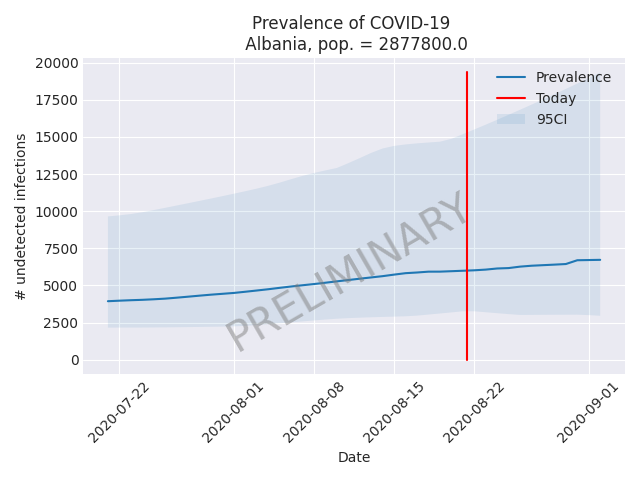 Prevalence of COVID-19
Albania, pop. = 2877800.0
# undetected infections
20000
17500
15000
12500
10000
7500
5000
2500
0
Prevalence
Today
95CI
PRELIMINARY
2020-07-22
2020-08-01
2020-08-08
2020-08-15
2020-08-22
2020-09-01
Date